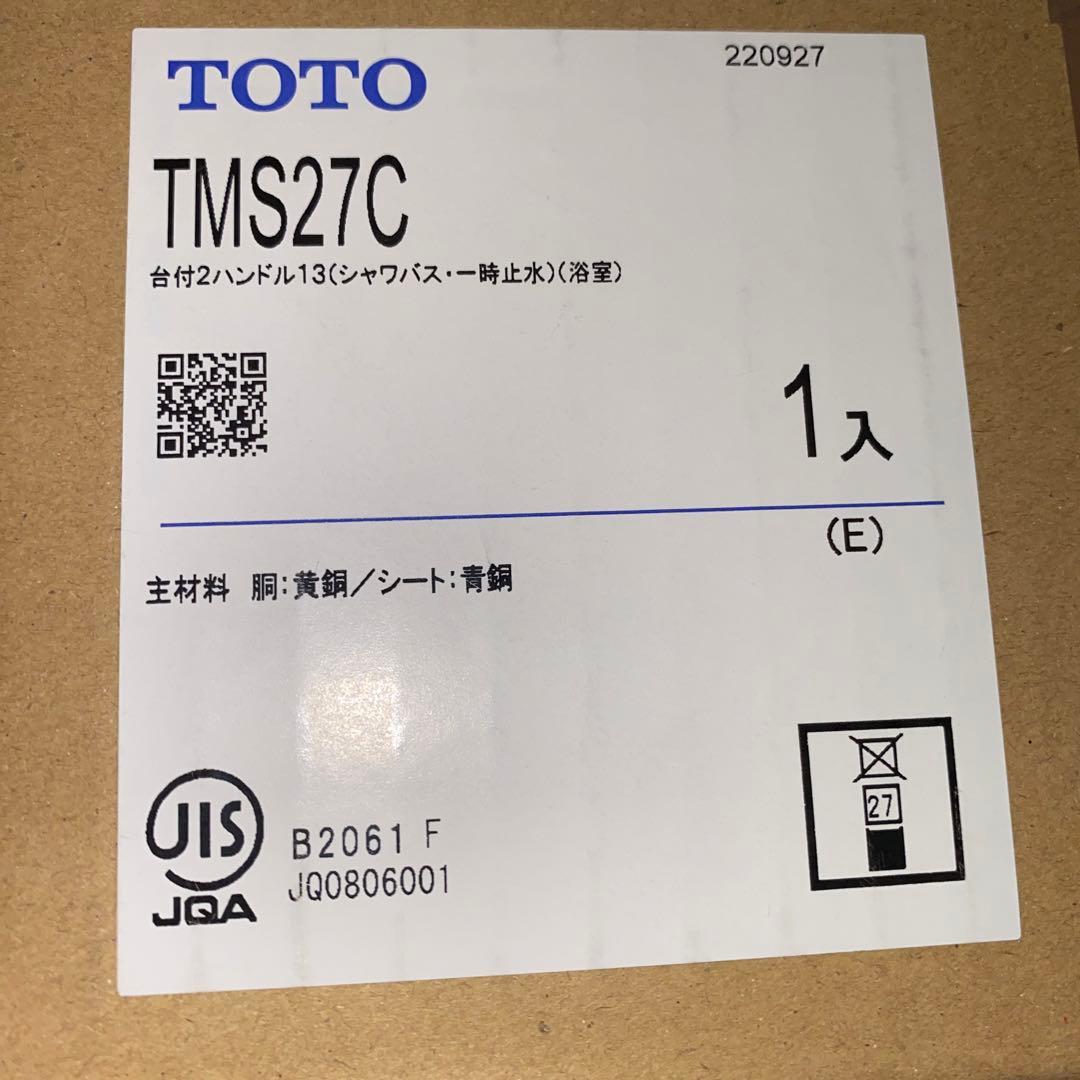 TOTO
220927
TMS27C
台付2ハンドル13(シャワバス・一時止水)(浴室)
1入
(E)
主材料 胴:黄銅/シート:青銅
JIS
JQA
B2061 F
JQ0806001
27